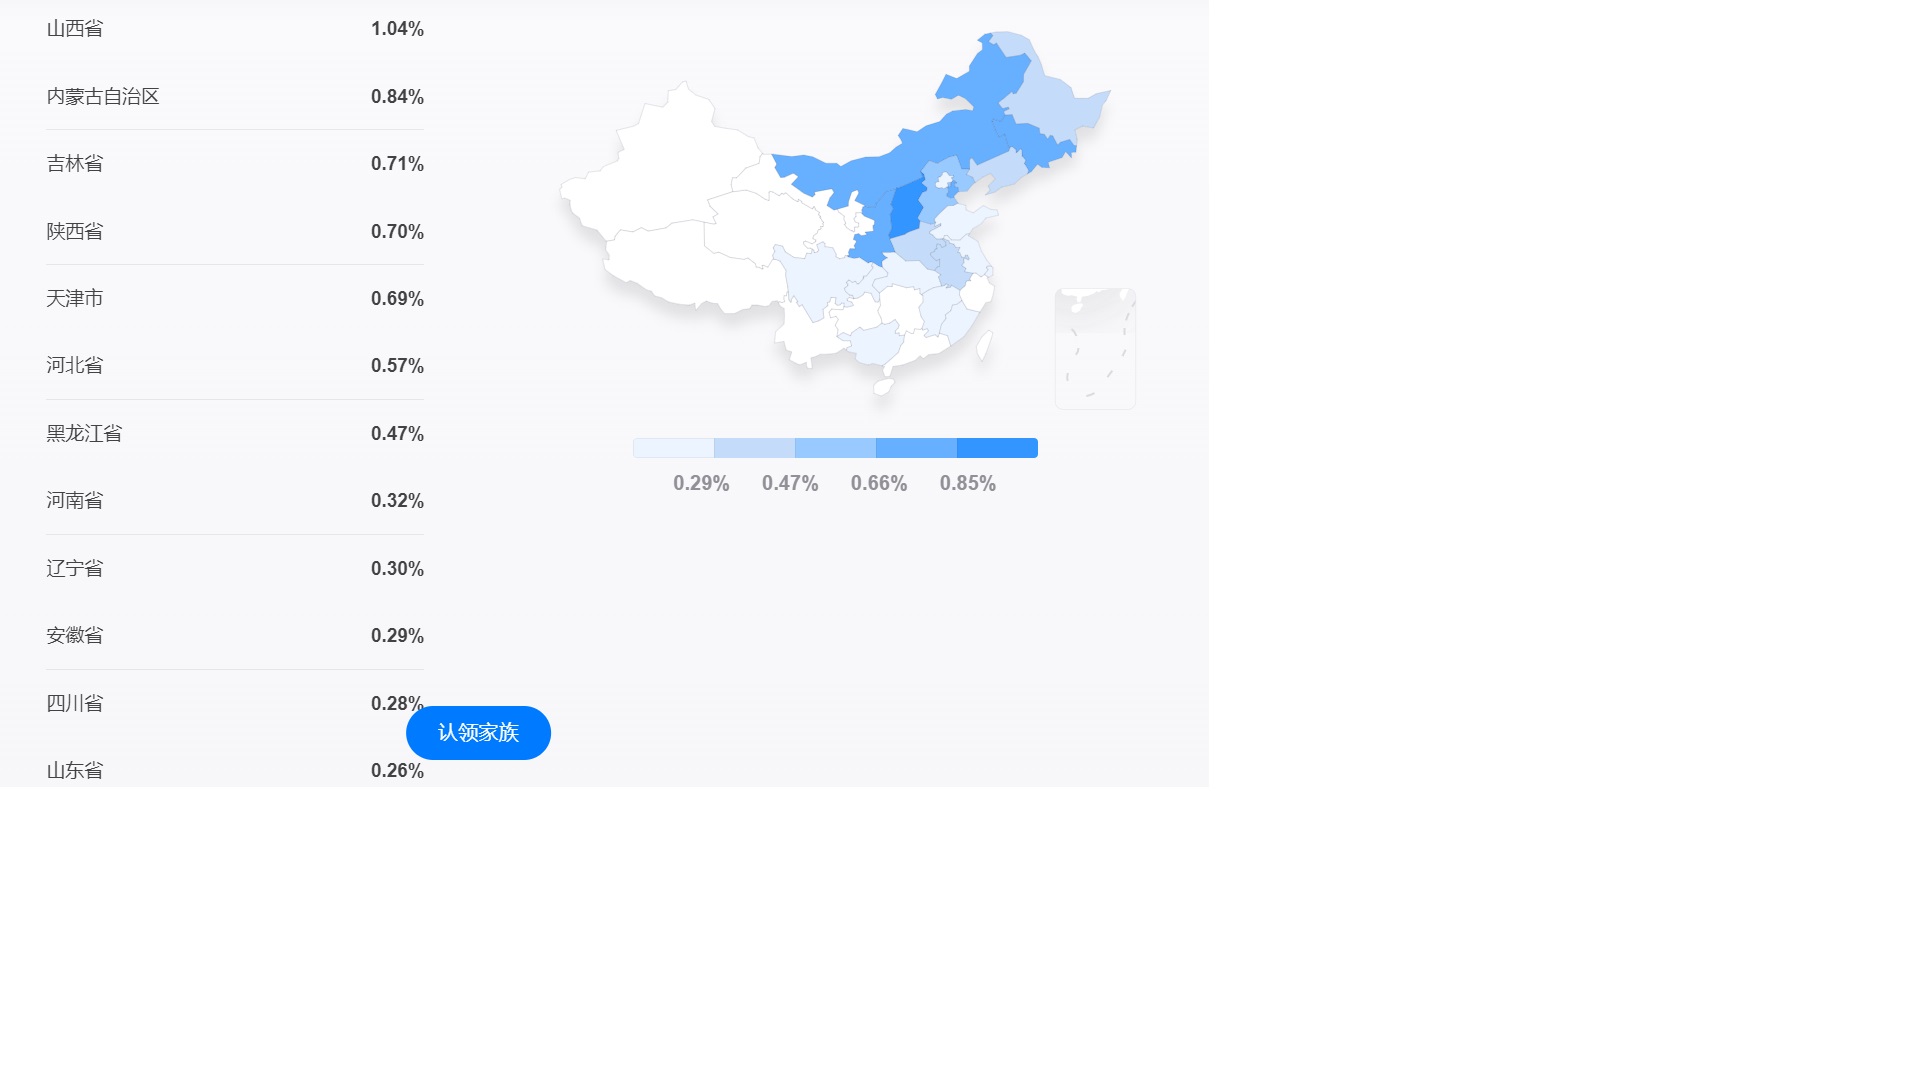 山西省 1.04%
内蒙古自治区 0.84%
吉林省 0.71%
陕西省 0.70%
天津市 0.69%
河北省 0.57%
黑龙江省 0.47%
河南省 0.32%
辽宁省 0.30%
安徽省 0.29%
四川省 0.28%
山东省 0.26%
认领家族
0.29% 0.47% 0.66% 0.85%